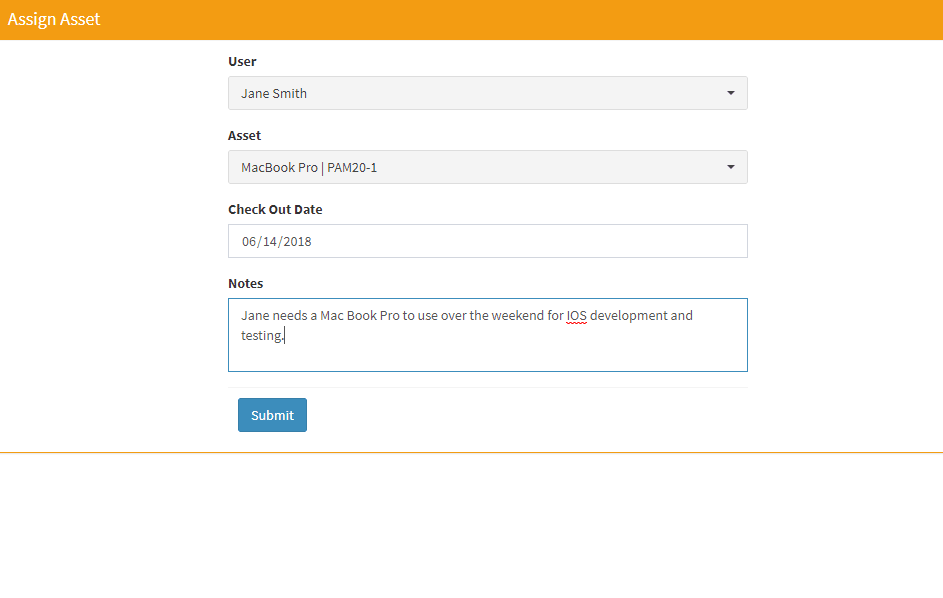 Assign Asset
User
Jane Smith
Asset
MacBook Pro | PAM20-1
Check Out Date
06/14/2018
Notes
Jane needs a Mac Book Pro to use over the weekend for IOS development and
testing.
Submit